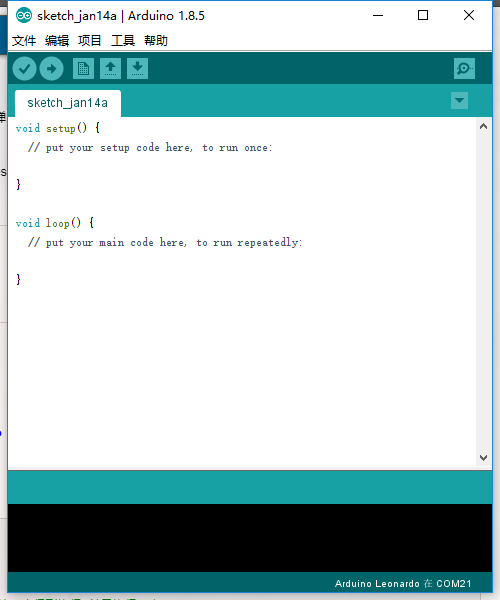 sketch_jan14a | Arduino 1.8.5
文件 编辑 项目 工具 帮助
sketch_jan14a
void setup() {
// put your setup code here, to run once:
}
void loop() {
// put your main code here, to run repeatedly:
}
Arduino Leonardo 在 COM21